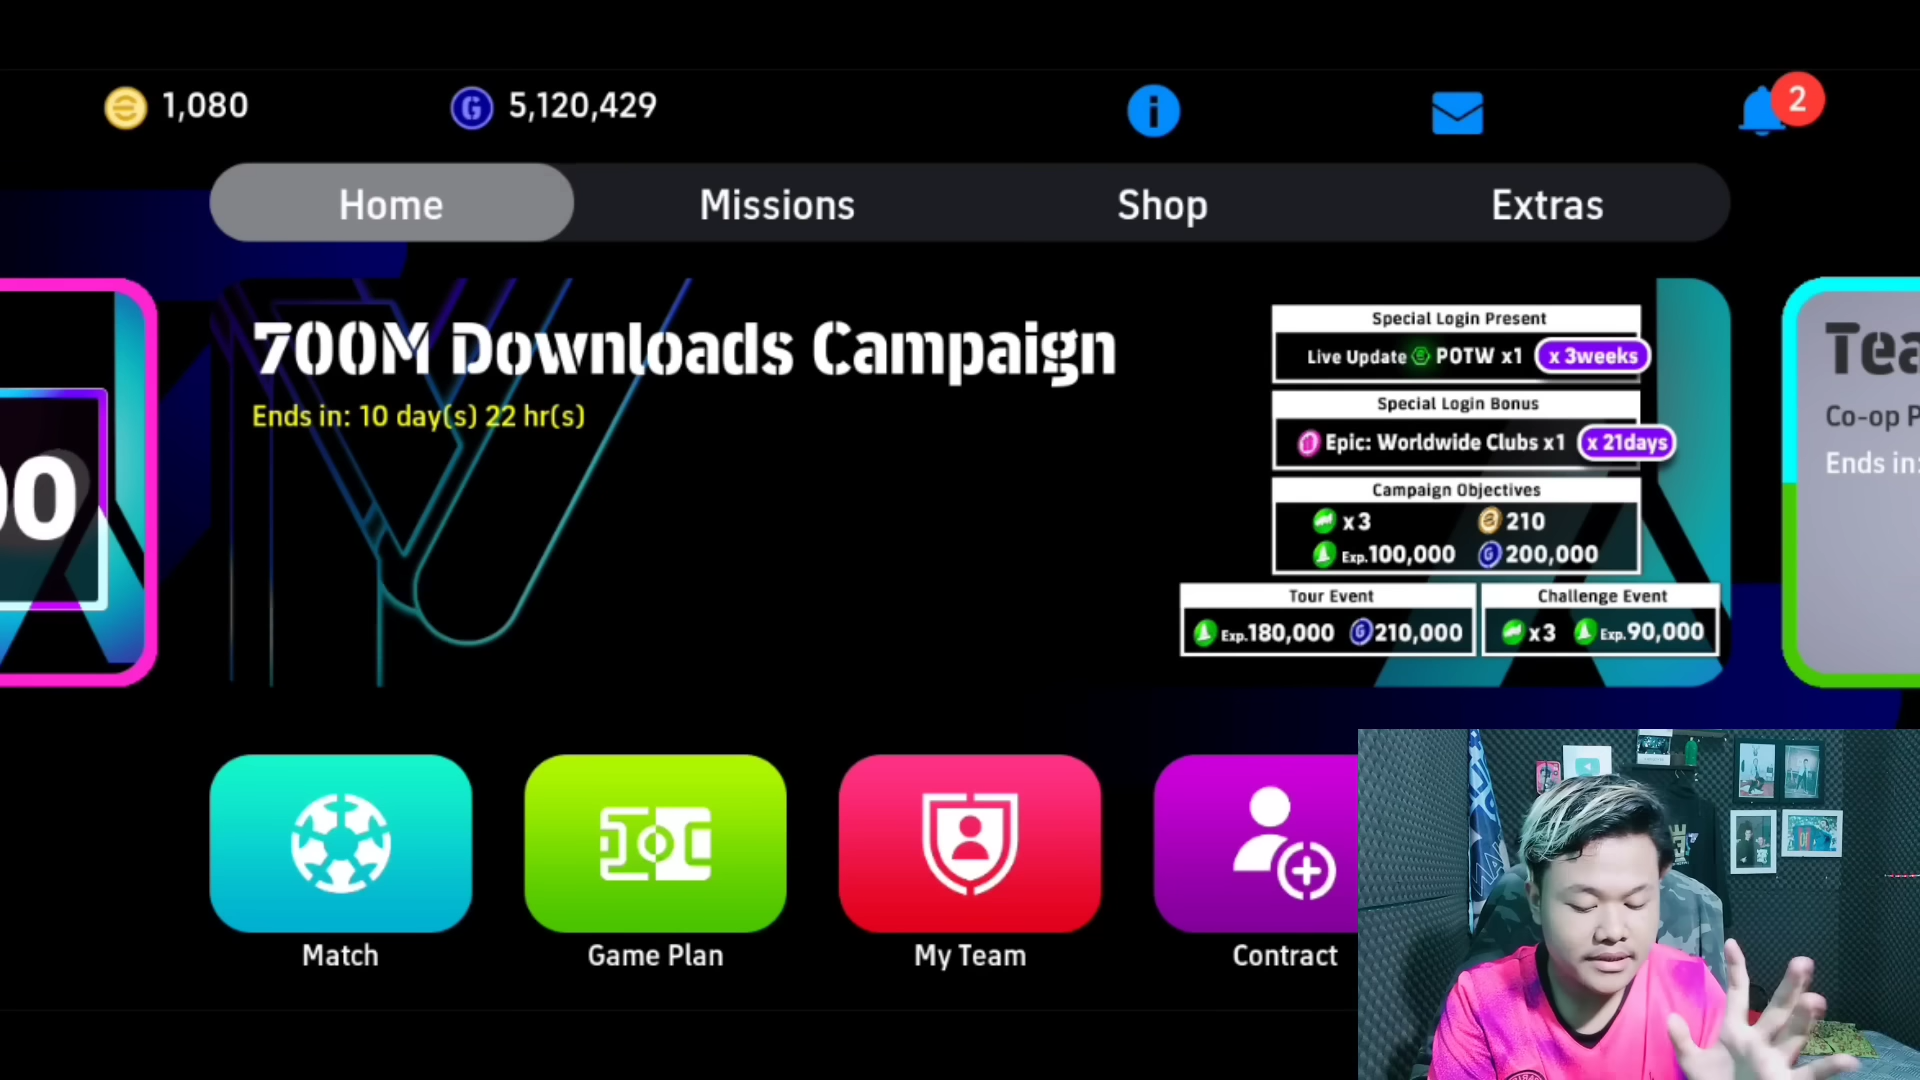 1,080
5,120,429
2
Home
Missions
Shop
Extras
00
700M Downloads Campaign
Ends in: 10 day(s) 22 hr(s)
Special Login Present
Live Update POTW x1 x 3weeks
Special Login Bonus
Epic: Worldwide Clubs x1 x 21days
Campaign Objectives
x3 210
Exp.100,000 200,000
Tour Event
Exp.180,000 210,000
Challenge Event
x3 Exp.90,000
Tea
Co-op P
Ends in:
Match
Game Plan
My Team
Contract